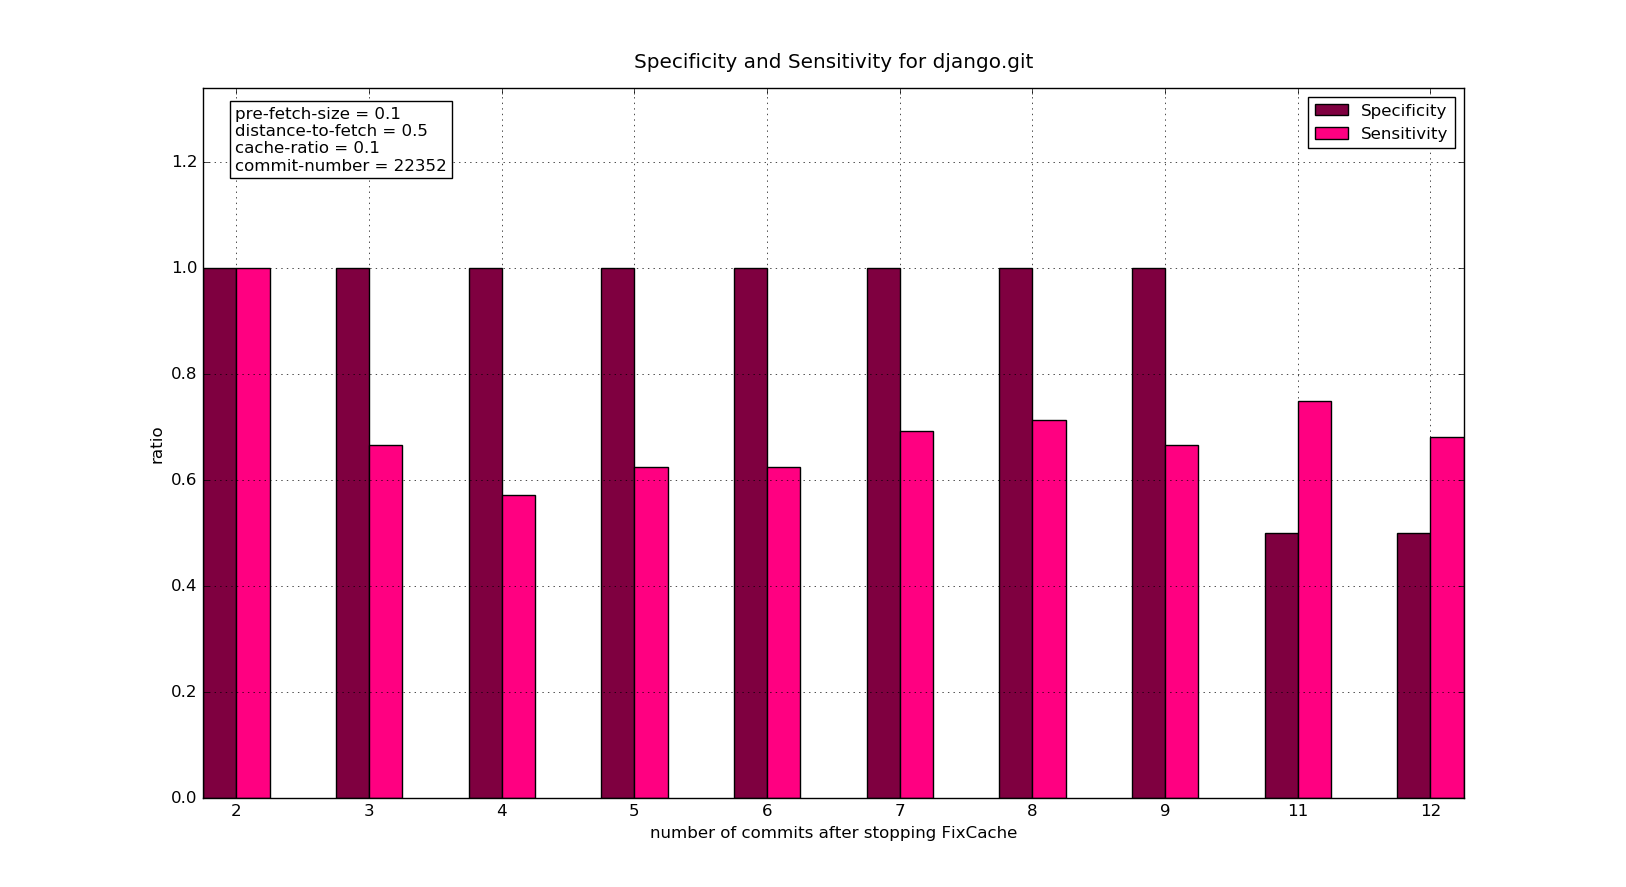 Specificity and Sensitivity for django.git
pre-fetch-size = 0.1
distance-to-fetch = 0.5
cache-ratio = 0.1
commit-number = 22352
Specificity
Sensitivity
1.2
1.0
0.8
0.6
0.4
0.2
0.0
ratio
2 3 4 5 6 7 8 9 11 12
number of commits after stopping FixCache